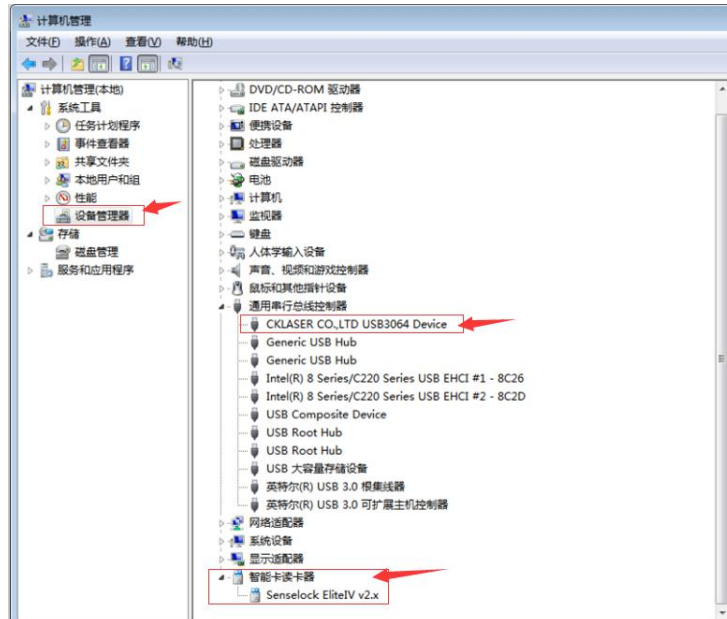 计算机管理
文件(F) 操作(A) 查看(V) 帮助(H)
计算机管理(本地)
系统工具
任务计划程序
事件查看器
共享文件夹
本地用户和组
性能
设备管理器
存储
磁盘管理
服务和应用程序
DVD/CD-ROM 驱动器
IDE ATA/ATAPI 控制器
便携设备
处理器
磁盘驱动器
电池
计算机
监视器
键盘
人体学输入设备
声音、视频和游戏控制器
鼠标和其他指针设备
通用串行总线控制器
CKLASER CO.,LTD USB3064 Device
Generic USB Hub
Generic USB Hub
Intel(R) 8 Series/C220 Series USB EHCI #1 - 8C26
Intel(R) 8 Series/C220 Series USB EHCI #2 - 8C2D
USB Composite Device
USB Root Hub
USB Root Hub
USB 大容量存储设备
英特尔(R) USB 3.0 根集线器
英特尔(R) USB 3.0 可扩展主机控制器
网络适配器
系统设备
显示适配器
智能卡读卡器
Senselock EliteIV v2.x